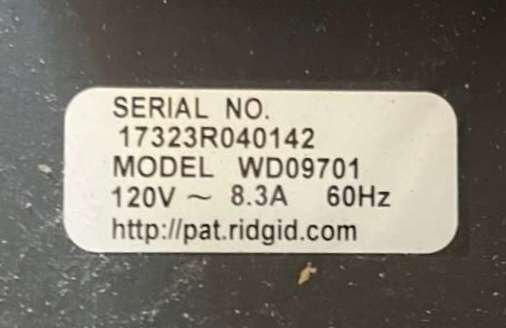 SERIAL NO.
17323R040142
MODEL WD09701
120V ~ 8.3A 60Hz
http://pat.ridgid.com